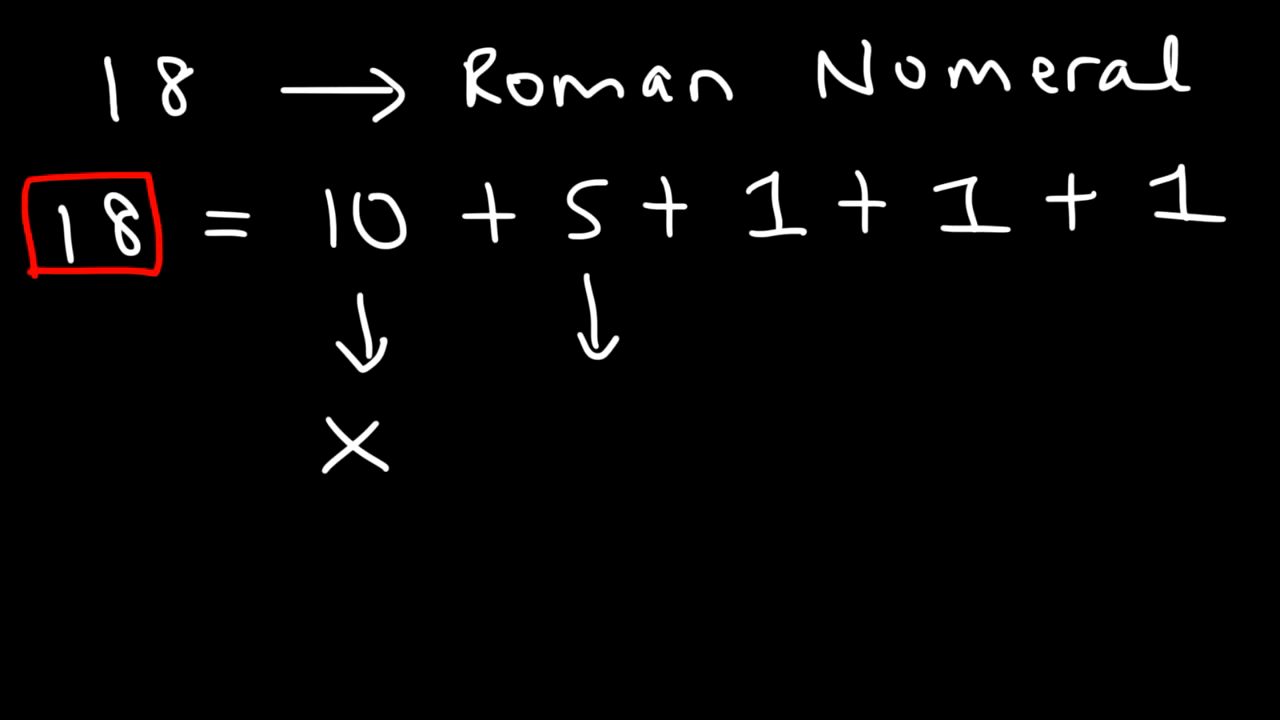 18 → Roman Nomeral
18 = 10 + 5 + 1 + 1 + 1
↓ ↓
X